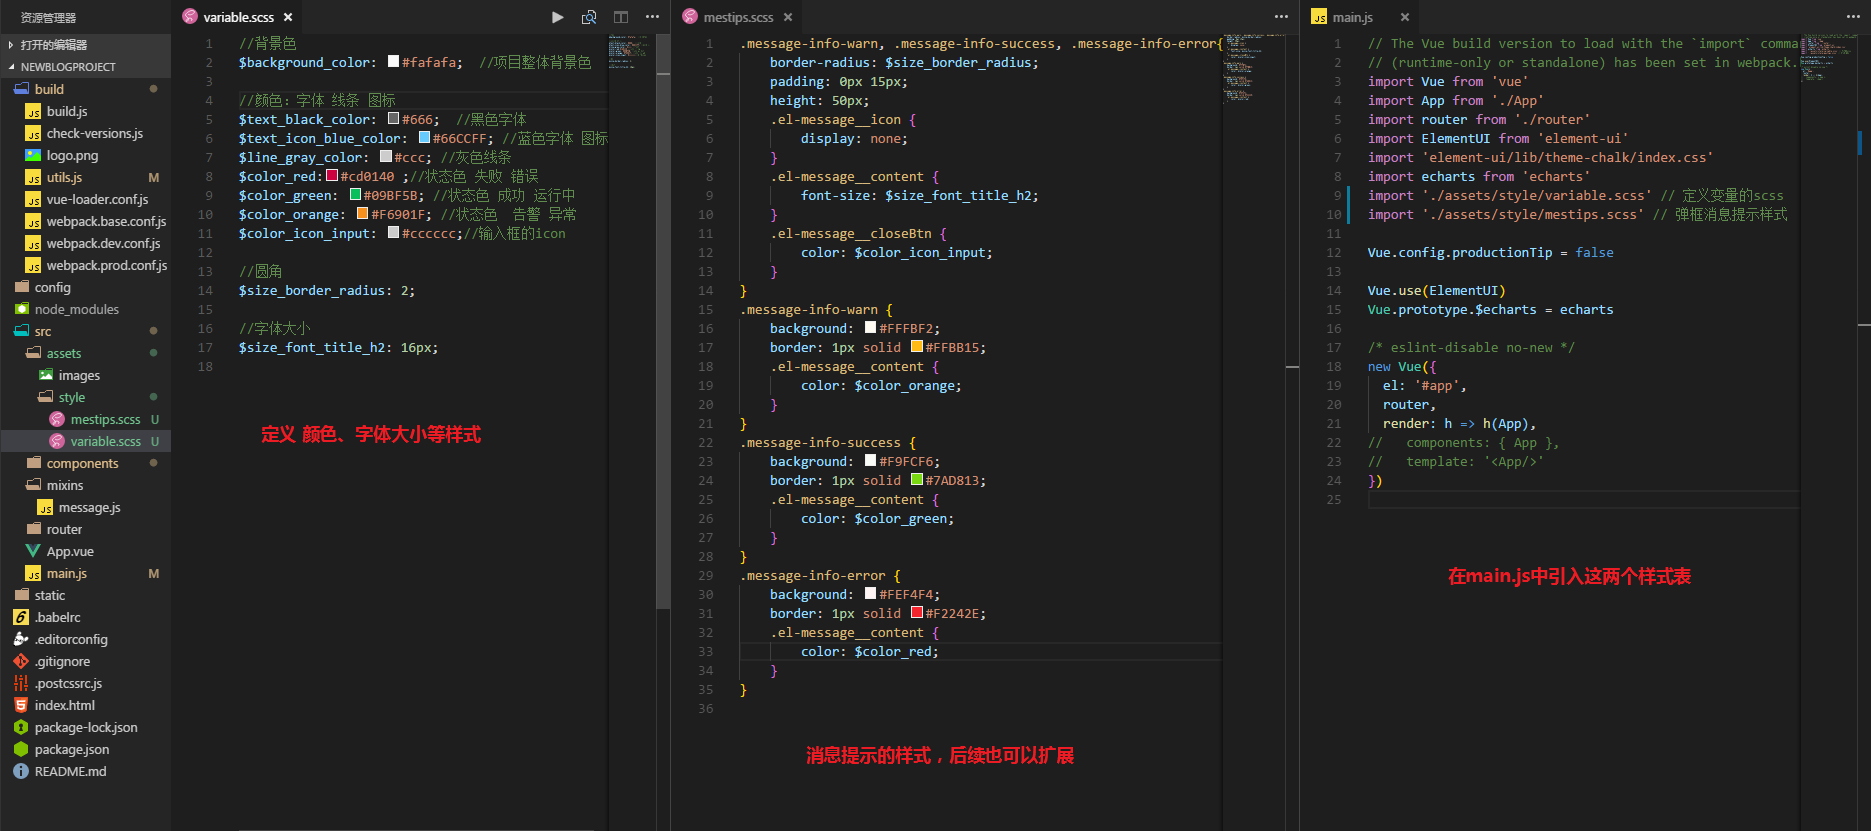 资源管理器
打开的编辑器
NEWBLOGPROJECT
build
build.js
check-versions.js
logo.png
utils.js M
vue-loader.conf.js
webpack.base.conf.js
webpack.dev.conf.js
webpack.prod.conf.js
config
node_modules
src
assets
images
style
mestips.scss U
variable.scss U
components
mixins
message.js
router
App.vue
main.js M
static
.babelrc
.editorconfig
.gitignore
.postcssrc.js
index.html
package-lock.json
package.json
README.md
variable.scss
1 //背景色
2 $background_color: #fafafa; //项目整体背景色
3
4 //颜色：字体 线条 图标
5 $text_black_color: #666; //黑色字体
6 $text_icon_blue_color: #66CCFF; //蓝色字体 图标
7 $line_gray_color: #ccc; //灰色线条
8 $color_red: #cd0140 ;//状态色 失败 错误
9 $color_green: #09BF5B; //状态色 成功 运行中
10 $color_orange: #F6901F; //状态色 告警 异常
11 $color_icon_input: #cccccc;//输入框的icon
12
13 //圆角
14 $size_border_radius: 2;
15
16 //字体大小
17 $size_font_title_h2: 16px;
18
定义 颜色、字体大小等样式
mestips.scss
1 .message-info-warn, .message-info-success, .message-info-error{
2 border-radius: $size_border_radius;
3 padding: 0px 15px;
4 height: 50px;
5 .el-message__icon {
6 display: none;
7 }
8 .el-message__content {
9 font-size: $size_font_title_h2;
10 }
11 .el-message__closeBtn {
12 color: $color_icon_input;
13 }
14 }
15 .message-info-warn {
16 background: #FFFBF2;
17 border: 1px solid #FFBB15;
18 .el-message__content {
19 color: $color_orange;
20 }
21 }
22 .message-info-success {
23 background: #F9FCF6;
24 border: 1px solid #7AD813;
25 .el-message__content {
26 color: $color_green;
27 }
28 }
29 .message-info-error {
30 background: #FEF4F4;
31 border: 1px solid #F2242E;
32 .el-message__content {
33 color: $color_red;
34 }
35 }
36
消息提示的样式，后续也可以扩展
JS main.js
1 // The Vue build version to load with the `import` comma
2 // (runtime-only or standalone) has been set in webpack.
3 import Vue from 'vue'
4 import App from './App'
5 import router from './router'
6 import ElementUI from 'element-ui'
7 import 'element-ui/lib/theme-chalk/index.css'
8 import echarts from 'echarts'
9 import './assets/style/variable.scss' // 定义变量的scss
10 import './assets/style/mestips.scss' // 弹框消息提示样式
11
12 Vue.config.productionTip = false
13
14 Vue.use(ElementUI)
15 Vue.prototype.$echarts = echarts
16
17 /* eslint-disable no-new */
18 new Vue({
19 el: '#app',
20 router,
21 render: h => h(App),
22 // components: { App },
23 // template: '<App/>'
24 })
25
在main.js中引入这两个样式表